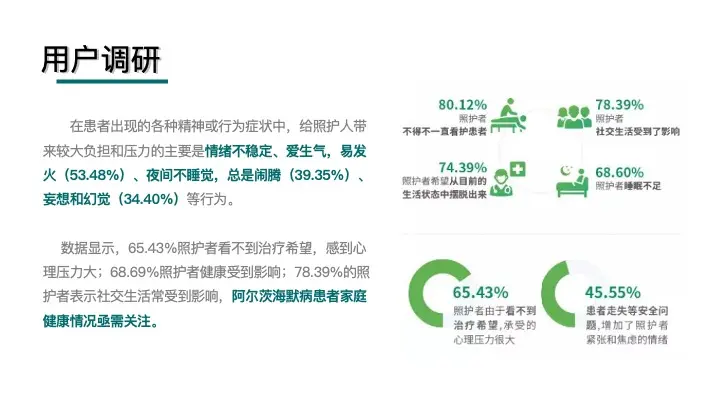 用户调研
在患者出现的各种精神或行为症状中，给照护人带
来较大负担和压力的主要是情绪不稳定、爱生气，易发
火（53.48%）、夜间不睡觉，总是闹腾（39.35%）、
妄想和幻觉（34.40%）等行为。
数据显示，65.43%照护者看不到治疗希望，感到心
理压力大；68.69%照护者健康受到影响；78.39%的照
护者表示社交生活常受到影响，阿尔茨海默病患者家庭
健康情况亟需关注。
80.12%
照护者
不得不一直看护患者
78.39%
照护者
社交生活受到了影响
74.39%
照护者希望从目前的
生活状态中摆脱出来
68.60%
照护者睡眠不足
65.43%
照护者由于看不到
治疗希望,承受的
心理压力很大
45.55%
患者走失等安全问
题,增加了照护者
紧张和焦虑的情绪